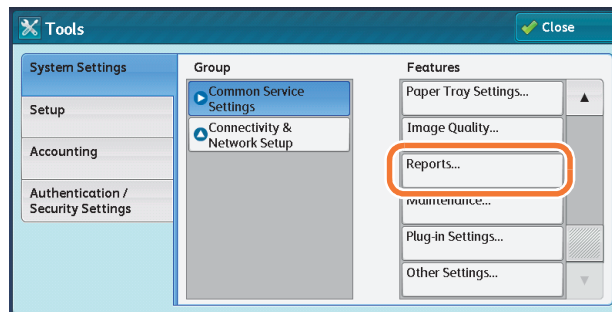 Tools
Close
System Settings
Setup
Accounting
Authentication /
Security Settings
Group
Common Service
Settings
Connectivity &
Network Setup
Features
Paper Tray Settings...
Image Quality...
Reports...
Maintenance...
Plug-in Settings...
Other Settings...